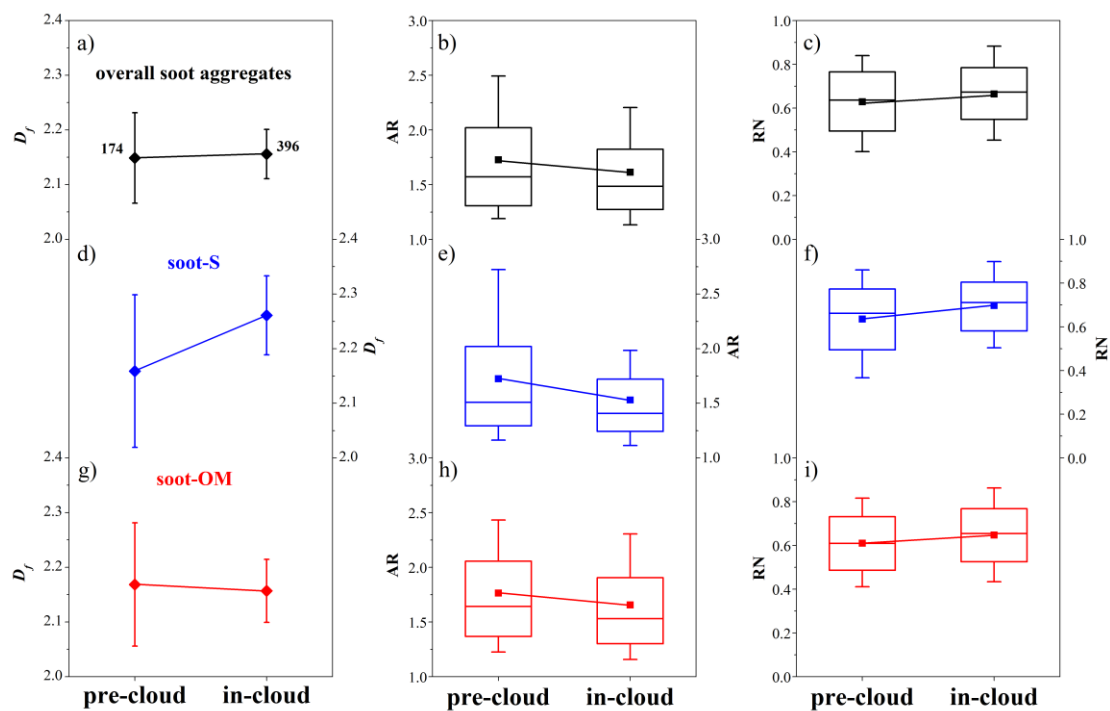 a)
overall soot aggregates
174
396
D_f
2.4
2.3
2.2
2.1
2.0
b)
AR
3.0
2.5
2.0
1.5
1.0
c)
RN
1.0
0.8
0.6
0.4
0.2
0.0
d)
soot-S
D_f
2.4
2.3
2.2
2.1
2.0
e)
AR
3.0
2.5
2.0
1.5
1.0
f)
RN
1.0
0.8
0.6
0.4
0.2
0.0
g)
soot-OM
D_f
2.4
2.3
2.2
2.1
2.0
h)
AR
3.0
2.5
2.0
1.5
1.0
i)
RN
1.0
0.8
0.6
0.4
0.2
0.0
pre-cloud in-cloud
pre-cloud in-cloud
pre-cloud in-cloud